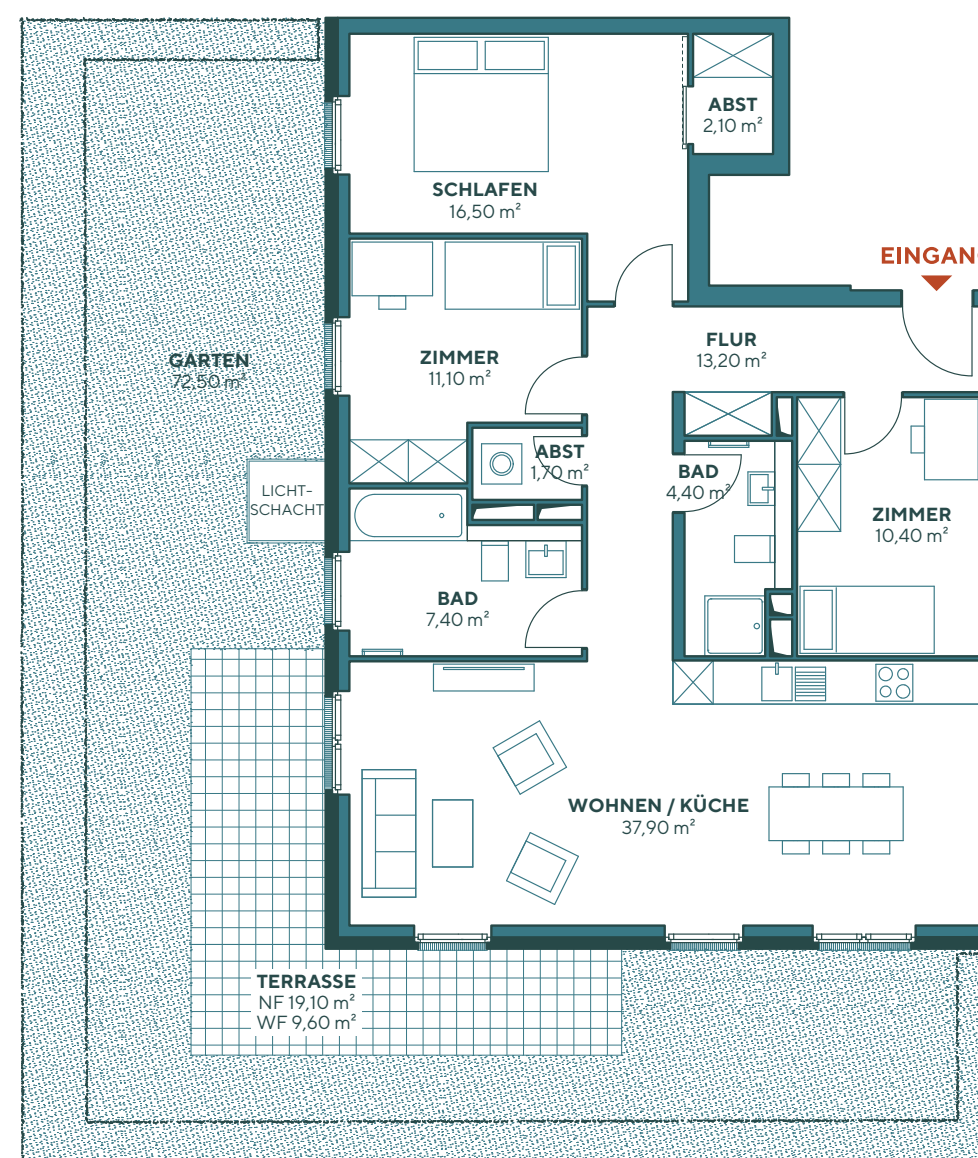 ABST
2,10 m²
SCHLAFEN
16,50 m²
EINGANG
FLUR
13,20 m²
ZIMMER
11,10 m²
GARTEN
72,50 m²
ABST
1,70 m²
BAD
4,40 m²
LICHT-
SCHACHT
ZIMMER
10,40 m²
BAD
7,40 m²
WOHNEN / KÜCHE
37,90 m²
TERRASSE
NF 19,10 m²
WF 9,60 m²